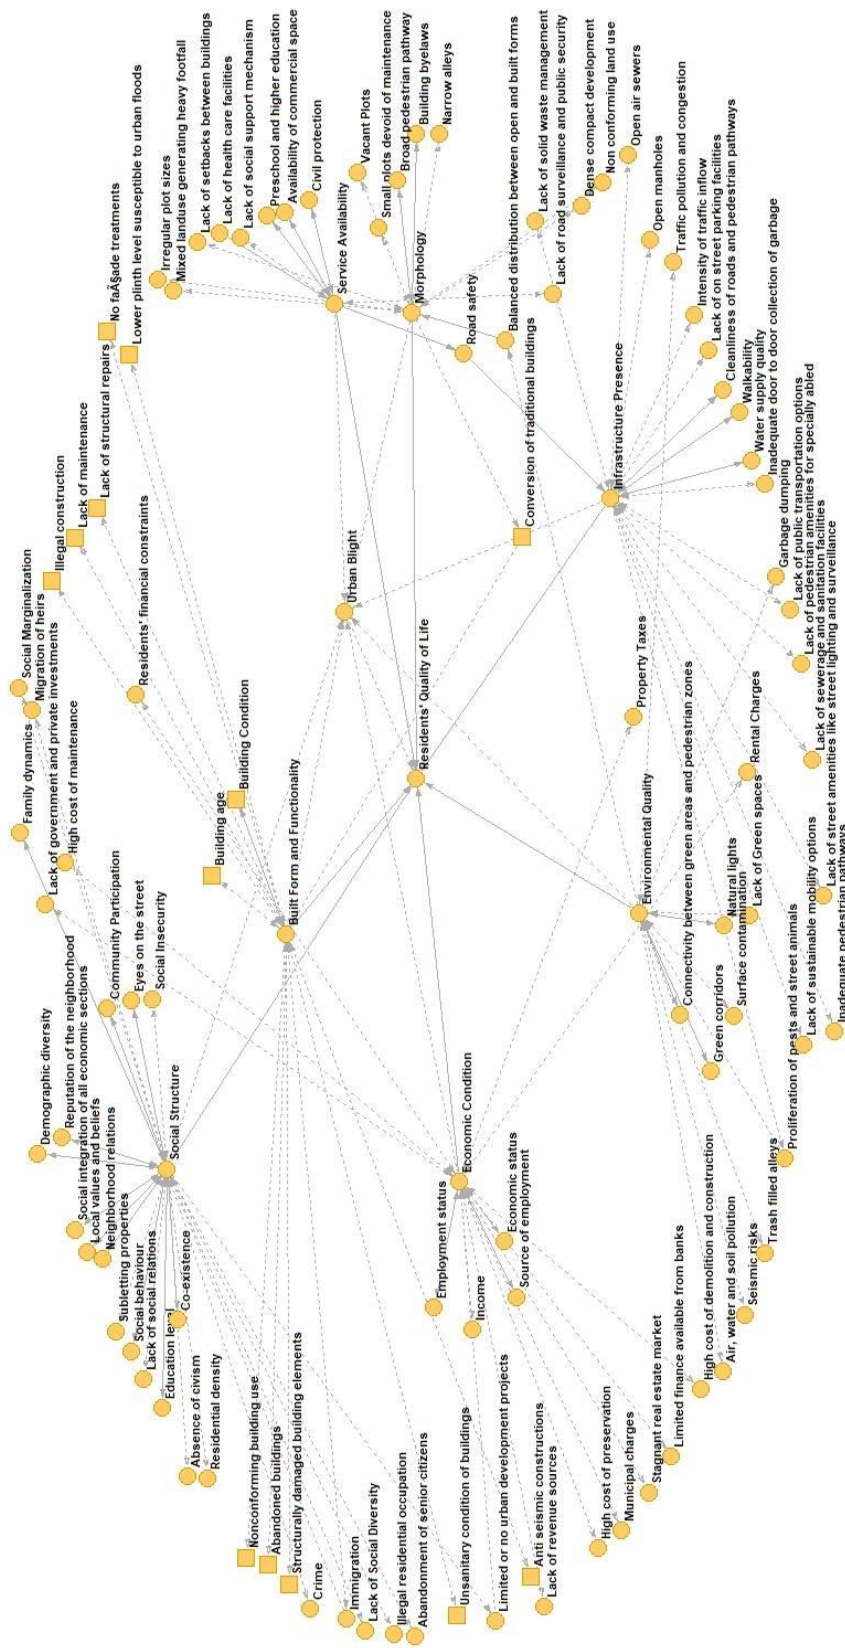 Social Marginalization
Migration of heirs
Family dynamics
Lack of government and private investments
High cost of maintenance
Illegal construction
Lack of maintenance
Lack of structural repairs
No faÃ§ade treatments
Lower plinth level susceptible to urban floods
Irregular plot sizes
Mixed landuse generating heavy footfall
Lack of setbacks between buildings
Lack of health care facilities
Lack of social support mechanism
Preschool and higher education
Availability of commercial space
Civil protection
Service Availability
Vacant Plots
Small plots devoid of maintenance
Broad pedestrian pathway
Building byelaws
Narrow alleys
Morphology
Road safety
Balanced distribution between open and built forms
Lack of solid waste management
Lack of road surveillance and public security
Dense compact development
Non conforming land use
Open air sewers
Open manholes
Traffic pollution and congestion
Intensity of traffic inflow
Lack of on street parking facilities
Cleanliness of roads and pedestrian pathways
Walkability
Water supply quality
Inadequate door to door collection of garbage
Conversion of traditional buildings
Infrastructure Presence
Garbage dumping
Lack of public transportation options
Lack of pedestrian amenities for specially abled
Lack of sewerage and sanitation facilities
Lack of street amenities like street lighting and surveillance
Inadequate pedestrian pathways
Residents' financial constraints
Building Condition
Building age
Built Form and Functionality
Urban Blight
Residents' Quality of Life
Property Taxes
Environmental Quality
Connectivity between green areas and pedestrian zones
Rental Charges
Natural lights
Lack of Green spaces
Surface contamination
Green corridors
Lack of sustainable mobility options
Proliferation of pests and street animals
Trash filled alleys
Seismic risks
Air, water and soil pollution
High cost of demolition and construction
Limited finance available from banks
Stagnant real estate market
Municipal charges
High cost of preservation
Community Participation
Eyes on the street
Social Insecurity
Demographic diversity
Reputation of the neighborhood
Social integration of all economic sections
Local values and beliefs
Neighborhood relations
Social Structure
Subletting properties
Social behaviour
Lack of social relations
Education level
Co-existence
Absence of civism
Residential density
Economic Condition
Employment status
Economic status
Source of employment
Income
Nonconforming building use
Abandoned buildings
Structurally damaged building elements
Crime
Immigration
Lack of Social Diversity
Illegal residential occupation
Abandonment of senior citizens
Unsanitary condition of buildings
Limited or no urban development projects
Anti seismic constructions
Lack of revenue sources